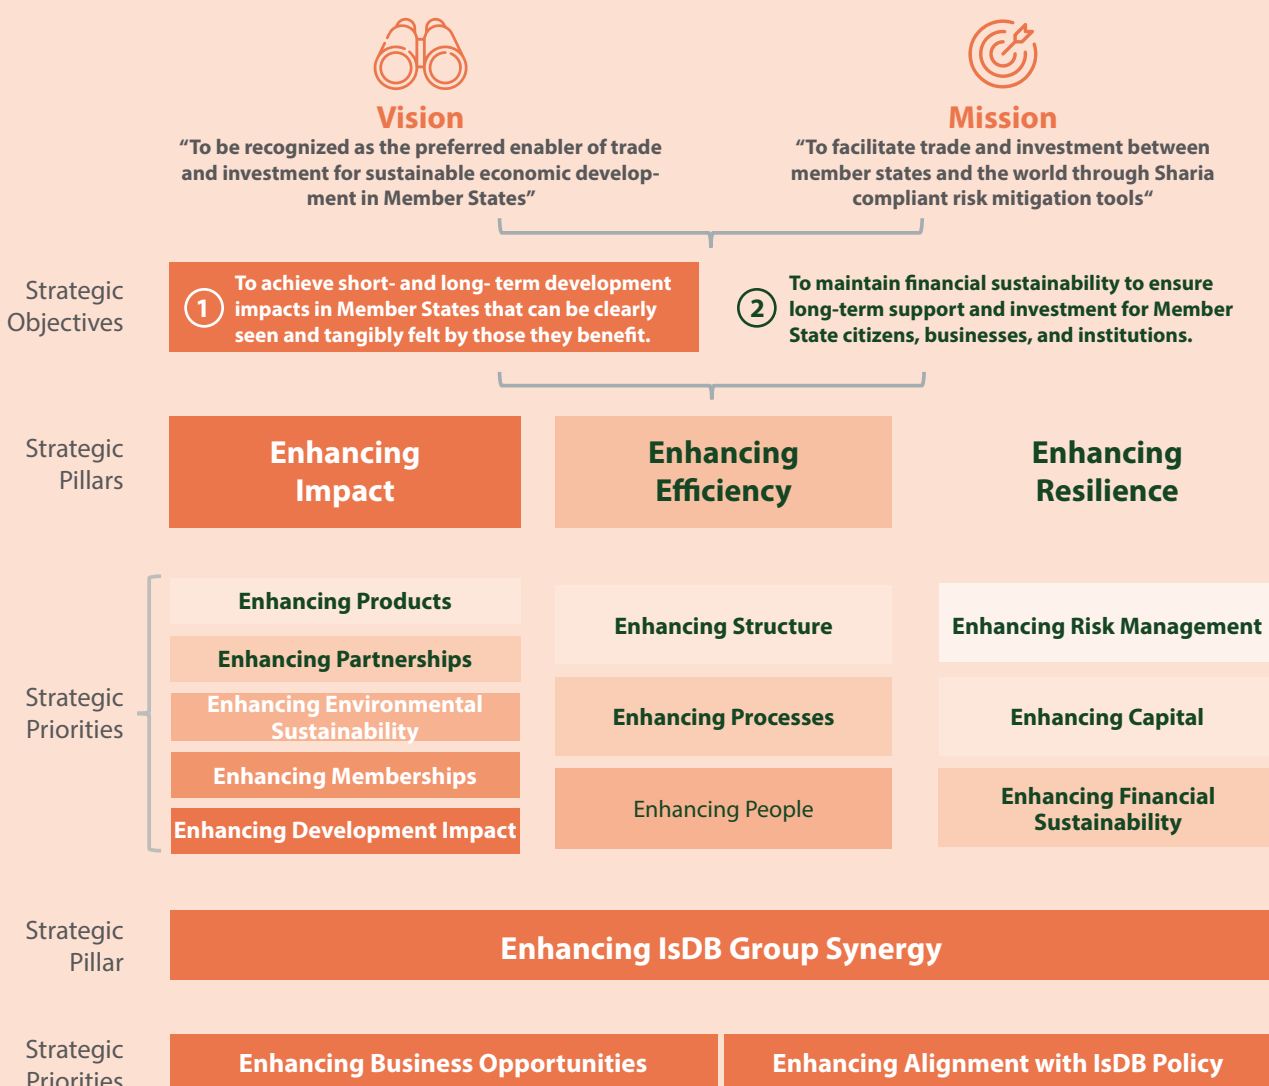 Vision
“To be recognized as the preferred enabler of trade
and investment for sustainable economic develop-
ment in Member States”
Mission
“To facilitate trade and investment between
member states and the world through Sharia
compliant risk mitigation tools“
Strategic
Objectives
1
To achieve short- and long- term development
impacts in Member States that can be clearly
seen and tangibly felt by those they benefit.
2
To maintain financial sustainability to ensure
long-term support and investment for Member
State citizens, businesses, and institutions.
Strategic
Pillars
Enhancing
Impact
Enhancing
Efficiency
Enhancing
Resilience
Strategic
Priorities
Enhancing Products
Enhancing Partnerships
Enhancing Environmental
Sustainability
Enhancing Memberships
Enhancing Development Impact
Enhancing Structure
Enhancing Processes
Enhancing People
Enhancing Risk Management
Enhancing Capital
Enhancing Financial
Sustainability
Strategic
Pillar
Enhancing IsDB Group Synergy
Strategic
Priorities
Enhancing Business Opportunities
Enhancing Alignment with IsDB Policy